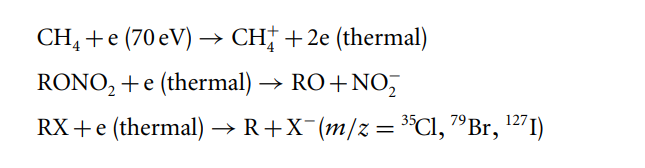 CH₄ + e (70 eV) → CH₄⁺ + 2e (thermal)
RONO₂ + e (thermal) → RO + NO₂⁻
RX + e (thermal) → R + X⁻ (m/z = ³⁵Cl, ⁷⁹Br, ¹²⁷I)